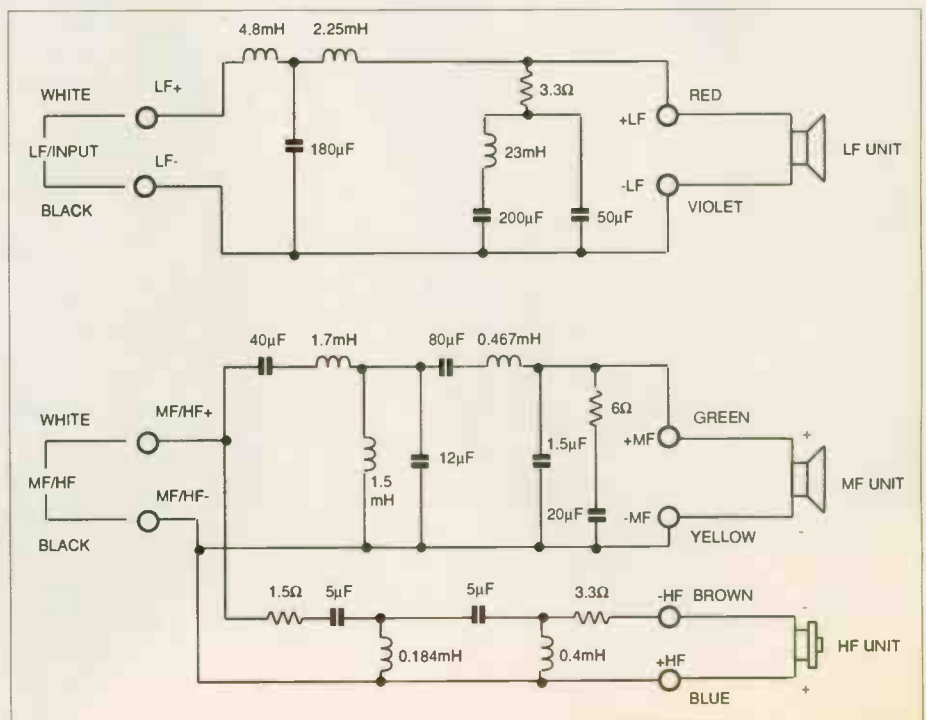 4.8mH 2.25mH
WHITE LF+ 3.3Ω RED
+LF
LF/INPUT 180µF 23mH LF UNIT
LF- -LF
BLACK 200µF 50µF VIOLET
40µF 1.7mH 80µF 0.467mH
WHITE MF/HF+ 6Ω GREEN +
+MF
MF/HF 1.5 mH 12µF 1.5µF MF UNIT
MF/HF- 20µF -MF
BLACK YELLOW -
1.5Ω 5µF 5µF 3.3Ω -HF BROWN -
0.184mH 0.4mH HF UNIT
+HF
BLUE +